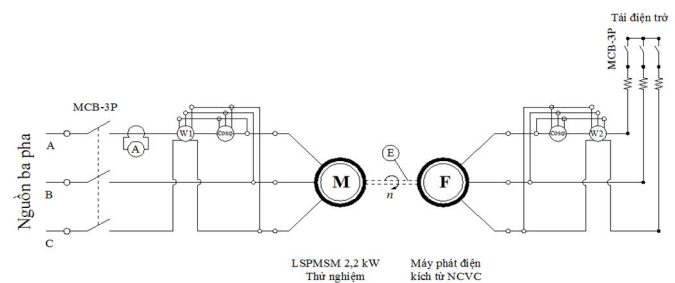 Tải điện trở
MCB-3P
MCB-3P
Nguồn ba pha
A
B
C
A
W1
cosφ
M
E
n
F
cosφ
W2
LSPMSM 2,2 kW
Thử nghiệm
Máy phát điện
kích từ NCVC